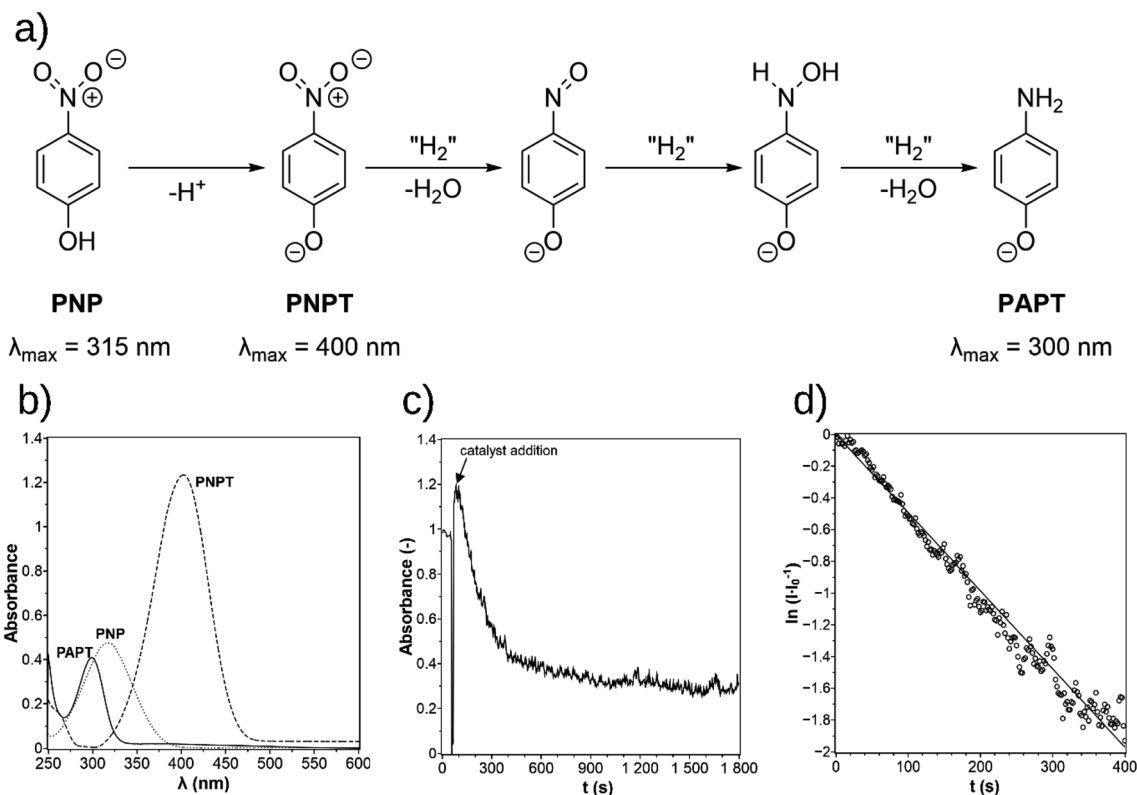 a)
O O ⊖
N ⊕
OH
-H⁺
O O ⊖
N ⊕
⊖ O
"H₂"
-H₂O
O
N
⊖ O
"H₂"
H OH
N
⊖ O
"H₂"
-H₂O
NH₂
⊖ O
PNP
PNPT
PAPT
λmax = 315 nm
λmax = 400 nm
λmax = 300 nm
b)
1.4
1.2
1
0.8
0.6
0.4
0.2
0
Absorbance
PNPT
PNP
PAPT
250 300 350 400 450 500 550 600
λ (nm)
c)
1.4
1.2
1
0.8
0.6
0.4
0.2
0
Absorbance (-)
catalyst addition
0 300 600 900 1 200 1 500 1 800
t (s)
d)
0
−0.2
−0.4
−0.6
−0.8
−1
−1.2
−1.4
−1.6
−1.8
−2
ln (I·I₀⁻¹)
0 100 200 300 400
t (s)